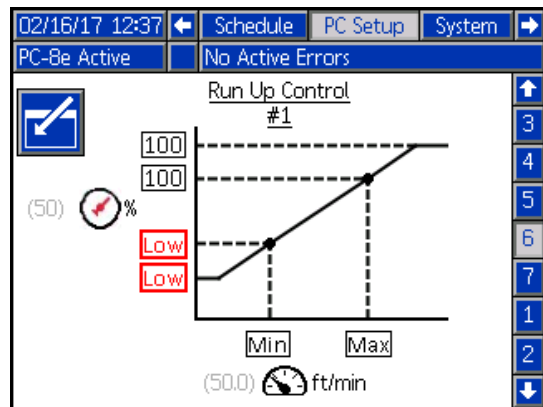 02/16/17 12:37 Schedule PC Setup System
PC-8e Active No Active Errors
Run Up Control
#1
100
100
(50) %
Low
Low
Min Max
(50.0) ft/min
3
4
5
6
7
1
2